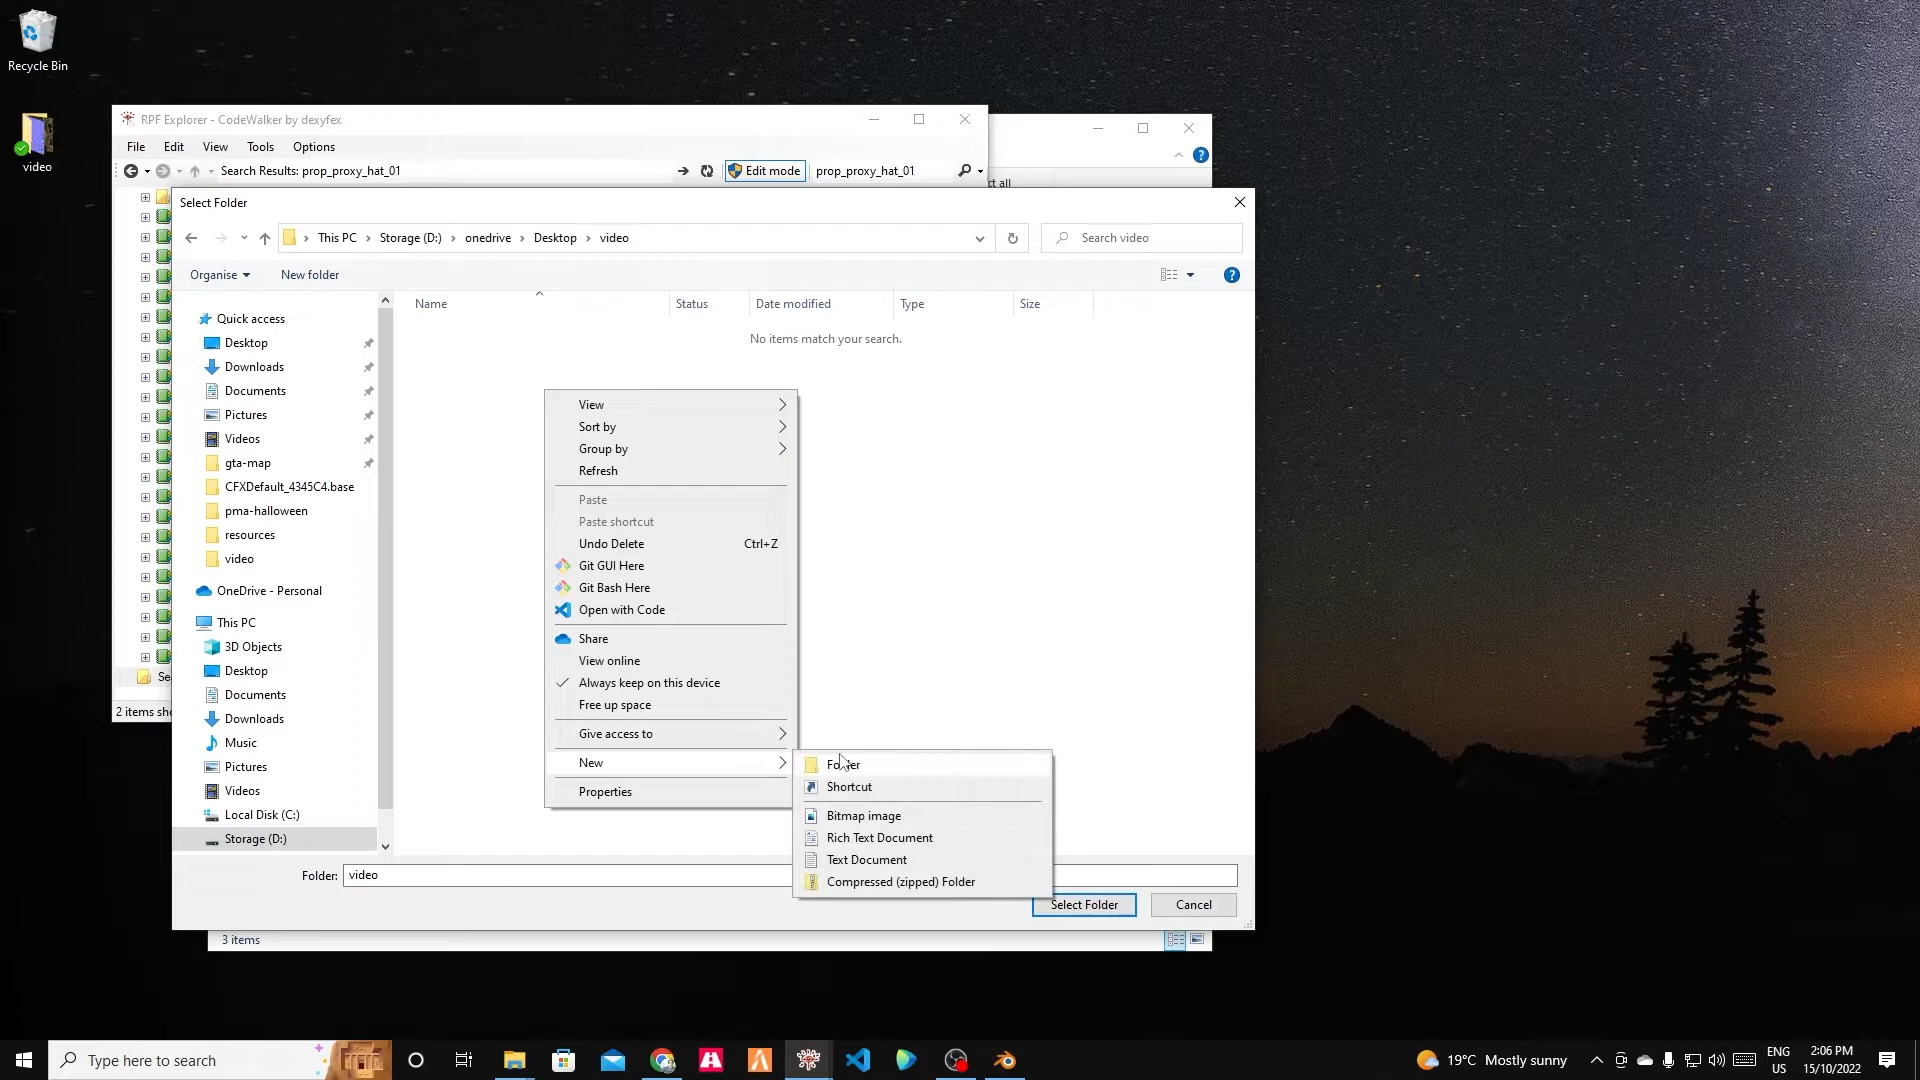 Recycle Bin
video
RPF Explorer - CodeWalker by dexyfex
File Edit View Tools Options
Search Results: prop_proxy_hat_01
Edit mode
prop_proxy_hat_01
ct all
Select Folder
This PC > Storage (D:) > onedrive > Desktop > video
Search video
Organise New folder
Name Status Date modified Type Size
No items match your search.
Quick access
Desktop
Downloads
Documents
Pictures
Videos
gta-map
CFXDefault_4345C4.base
pma-halloween
resources
video
OneDrive - Personal
This PC
3D Objects
Desktop
Documents
Downloads
Music
Pictures
Videos
Local Disk (C:)
Storage (D:)
View
Sort by
Group by
Refresh
Paste
Paste shortcut
Undo Delete Ctrl+Z
Git GUI Here
Git Bash Here
Open with Code
Share
View online
Always keep on this device
Free up space
Give access to
New
Properties
Folder
Shortcut
Bitmap image
Rich Text Document
Text Document
Compressed (zipped) Folder
Se
2 items sh
Folder: video
Select Folder Cancel
3 items
Type here to search
19°C Mostly sunny
ENG
US
2:06 PM
15/10/2022